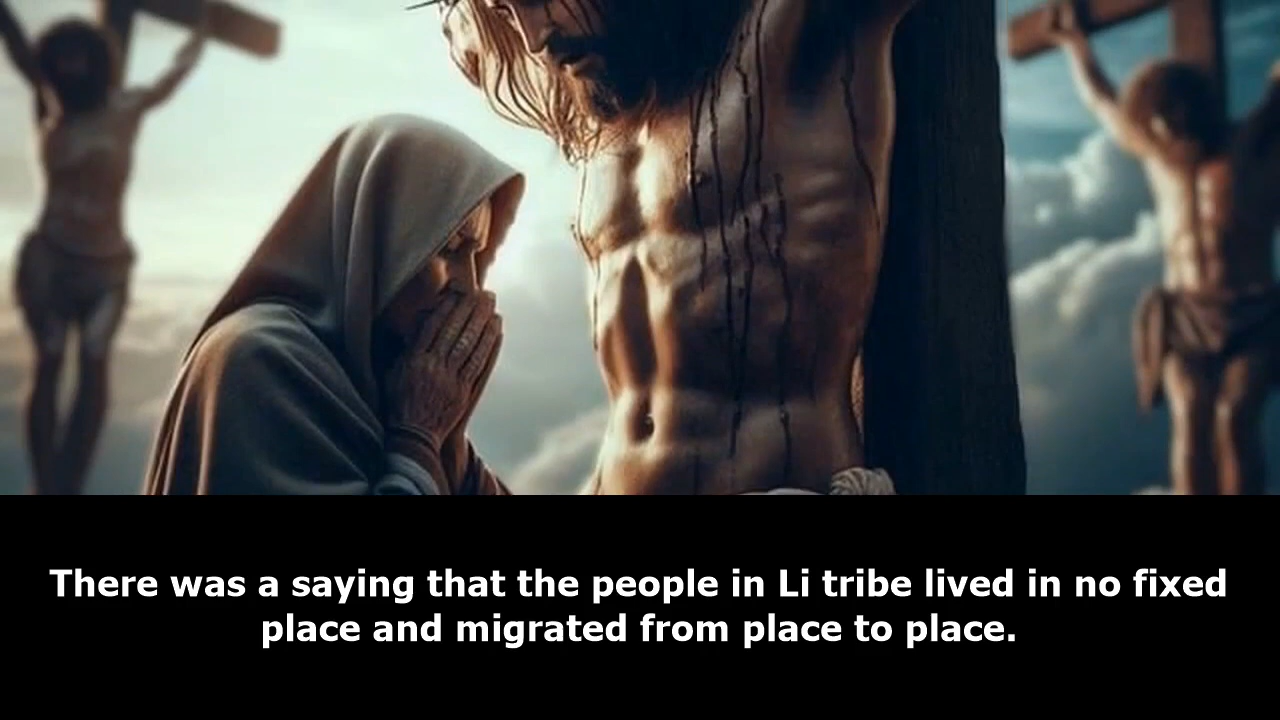 There was a saying that the people in Li tribe lived in no fixed
place and migrated from place to place.